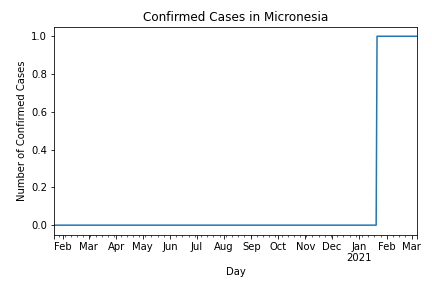 Confirmed Cases in Micronesia
Number of Confirmed Cases
1.0
0.8
0.6
0.4
0.2
0.0
Feb Mar Apr May Jun Jul Aug Sep Oct Nov Dec Jan Feb Mar
2021
Day